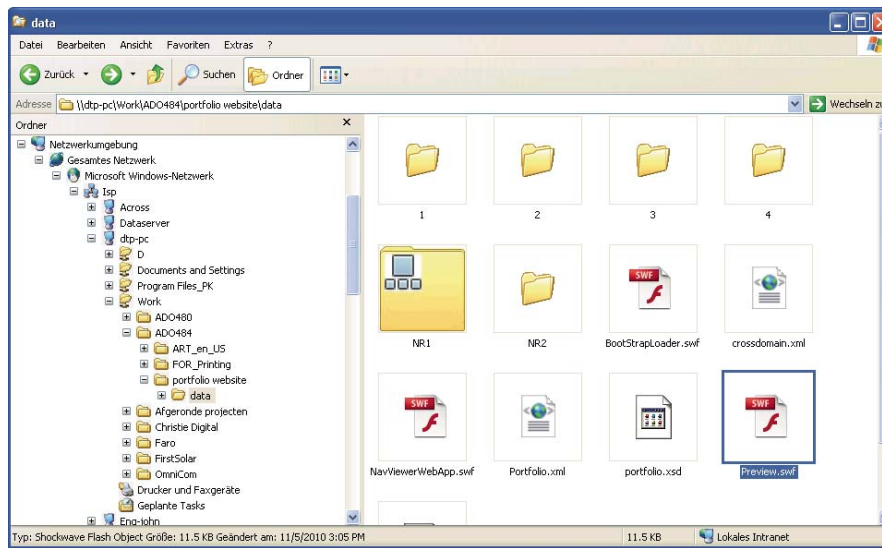 data
Datei Bearbeiten Ansicht Favoriten Extras ?
Zurück Suchen Ordner
Adresse \\dtp-pc\Work\ADO484\portfolio website\data Wechseln zu
Ordner
Netzwerkumgebung
Gesamtes Netzwerk
Microsoft Windows-Netzwerk
Isp
Across
Dataserver
dtp-pc
D
Documents and Settings
Program Files_PK
Work
ADO480
ADO484
ART_en_US
FOR_Printing
portfolio website
data
Afgeronde projecten
Christie Digital
Faro
FirstSolar
OmniCom
Drucker und Faxgeräte
Geplante Tasks
Eng-john
1 2 3 4
SWF
NR1 NR2 BootStrapLoader.swf crossdomain.xml
SWF SWF
NavViewerWebApp.swf Portfolio.xml portfolio.xsd Preview.swf
Typ: Shockwave Flash Object Größe: 11.5 KB Geändert am: 11/5/2010 3:05 PM 11.5 KB Lokales Intranet